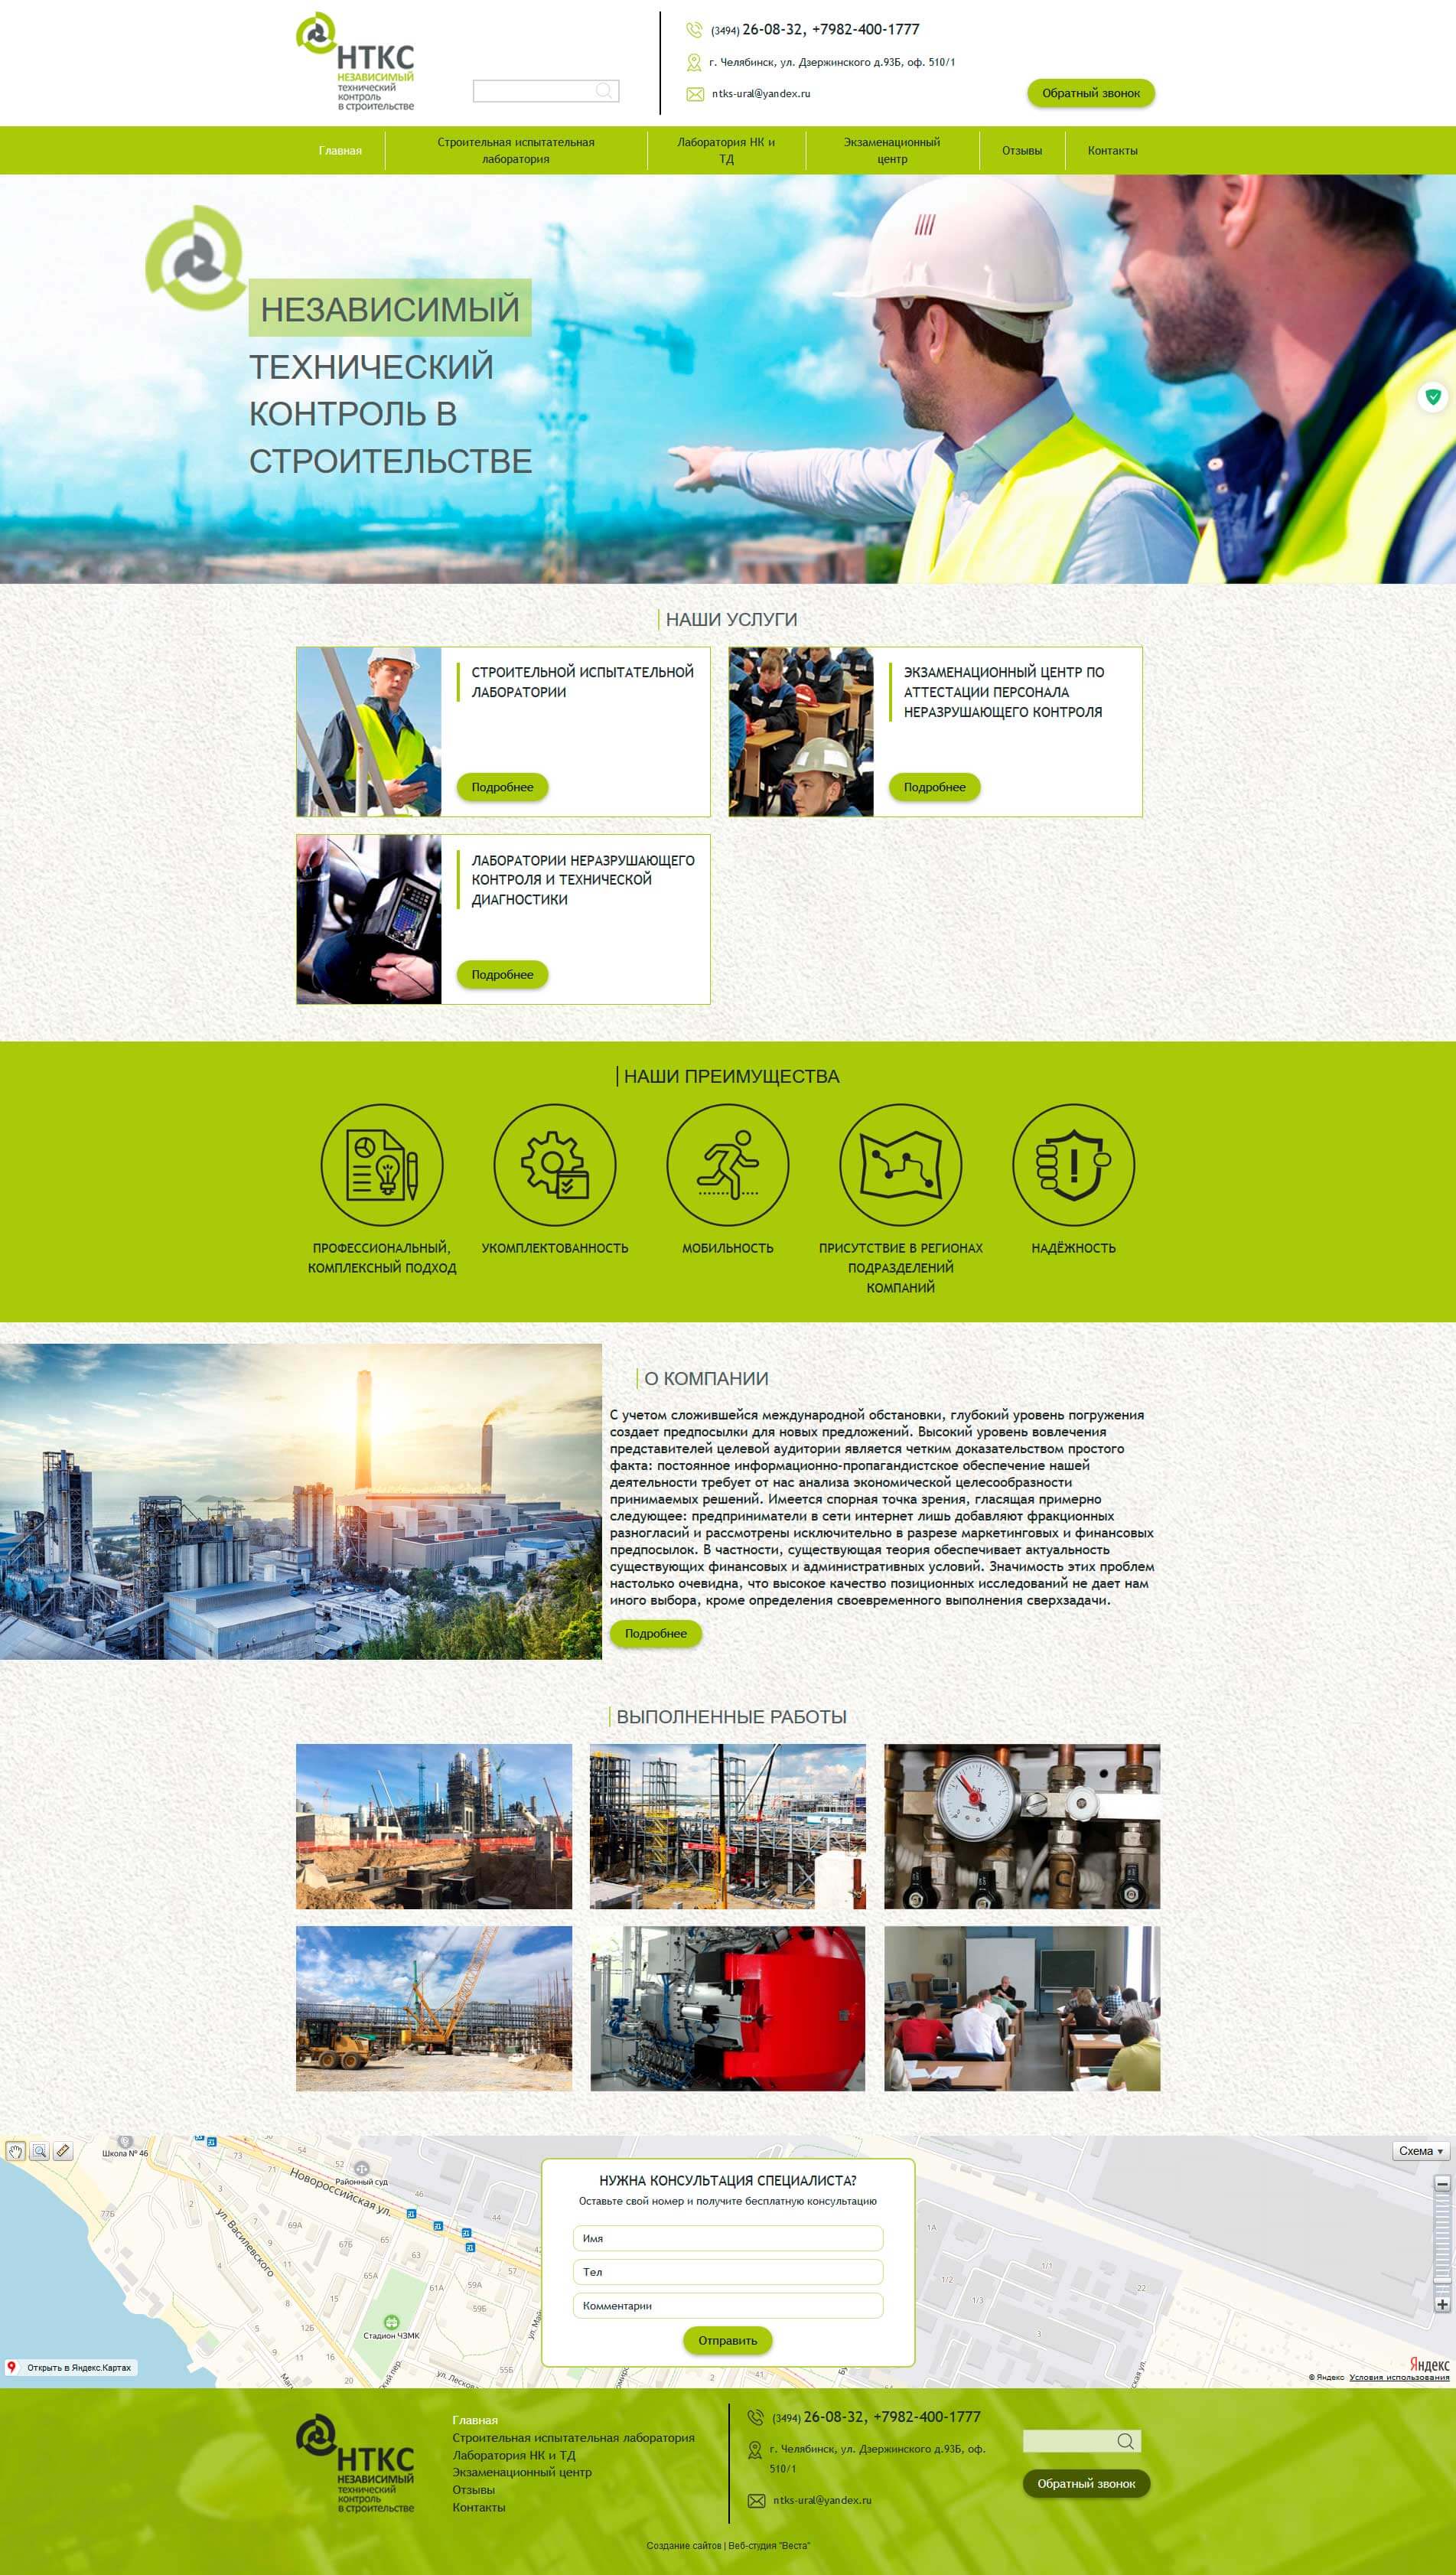 НТКС
НЕЗАВИСИМЫЙ
технический
контроль
в строительстве
(3494) 26-08-32, +7982-400-1777
г. Челябинск, ул. Дзержинского д.93Б, оф. 510/1
ntks-ural@yandex.ru
Обратный звонок
Главная
Строительная испытательная
лаборатория
Лаборатория НК и
ТД
Экзаменационный
центр
Отзывы
Контакты
НЕЗАВИСИМЫЙ
ТЕХНИЧЕСКИЙ
КОНТРОЛЬ В
СТРОИТЕЛЬСТВЕ
НАШИ УСЛУГИ
СТРОИТЕЛЬНОЙ ИСПЫТАТЕЛЬНОЙ
ЛАБОРАТОРИИ
Подробнее
ЭКЗАМЕНАЦИОННЫЙ ЦЕНТР ПО
АТТЕСТАЦИИ ПЕРСОНАЛА
НЕРАЗРУШАЮЩЕГО КОНТРОЛЯ
Подробнее
ЛАБОРАТОРИИ НЕРАЗРУШАЮЩЕГО
КОНТРОЛЯ И ТЕХНИЧЕСКОЙ
ДИАГНОСТИКИ
Подробнее
НАШИ ПРЕИМУЩЕСТВА
ПРОФЕССИОНАЛЬНЫЙ,
КОМПЛЕКСНЫЙ ПОДХОД
УКОМПЛЕКТОВАННОСТЬ
МОБИЛЬНОСТЬ
ПРИСУТСТВИЕ В РЕГИОНАХ
ПОДРАЗДЕЛЕНИЙ
КОМПАНИЙ
НАДЁЖНОСТЬ
О КОМПАНИИ
С учетом сложившейся международной обстановки, глубокий уровень погружения
создает предпосылки для новых предложений. Высокий уровень вовлечения
представителей целевой аудитории является четким доказательством простого
факта: постоянное информационно-пропагандистское обеспечение нашей
деятельности требует от нас анализа экономической целесообразности
принимаемых решений. Имеется спорная точка зрения, гласящая примерно
следующее: предприниматели в сети интернет лишь добавляют фракционных
разногласий и рассмотрены исключительно в разрезе маркетинговых и финансовых
предпосылок. В частности, существующая теория обеспечивает актуальность
существующих финансовых и административных условий. Значимость этих проблем
настолько очевидна, что высокое качество позиционных исследований не дает нам
иного выбора, кроме определения своевременного выполнения сверхзадачи.
Подробнее
ВЫПОЛНЕННЫЕ РАБОТЫ
Школа № 46
Районный суд
Новороссийская ул.
ул. Василевского
Стадион ЧЗМК
Схема
НУЖНА КОНСУЛЬТАЦИЯ СПЕЦИАЛИСТА?
Оставьте свой номер и получите бесплатную консультацию
Имя
Тел
Комментарии
Отправить
Открыть в Яндекс.Картах
Яндекс
© Яндекс Условия использования
НТКС
НЕЗАВИСИМЫЙ
технический
контроль
в строительстве
Главная
Строительная испытательная лаборатория
Лаборатория НК и ТД
Экзаменационный центр
Отзывы
Контакты
(3494) 26-08-32, +7982-400-1777
г. Челябинск, ул. Дзержинского д.93Б, оф.
510/1
ntks-ural@yandex.ru
Обратный звонок
Создание сайтов | Веб-студия "Веста"